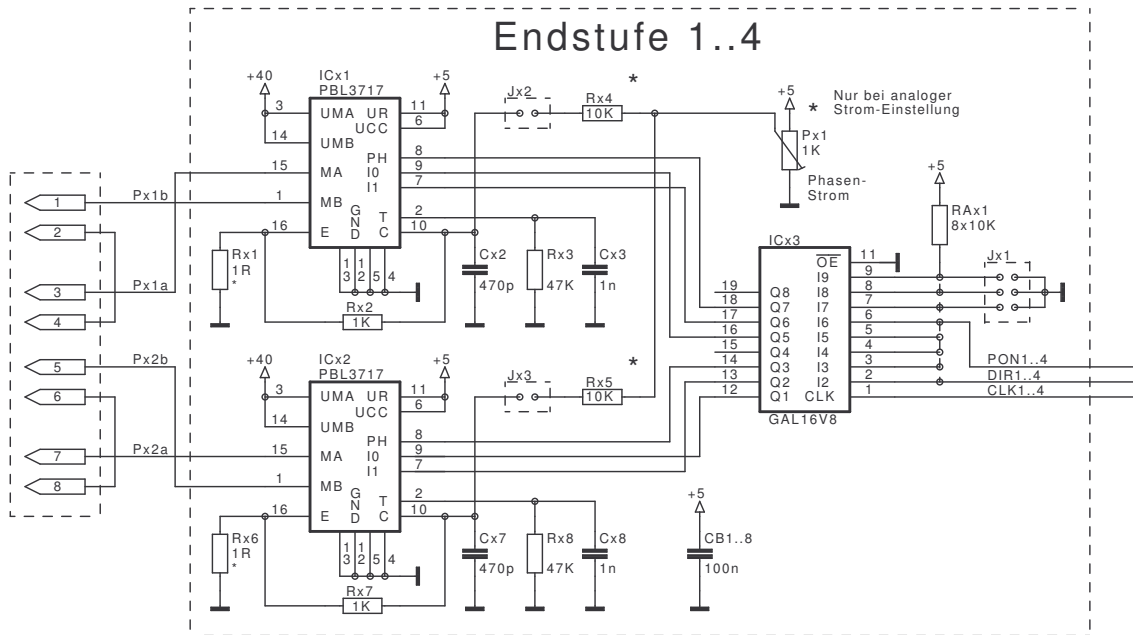 Endstufe 1..4
+40
ICx1
PBL3717
+5
3 UMA UR 11
UCC 6
14 UMB
PH 8
15 MA I0 9
I1 7
1 MB
G N D
T 2
16 E C 10
1 3 1 2 5 4
Jx2
Rx4
10K
*
+5
* Nur bei analoger
Strom-Einstellung
Px1
1K
Phasen-
Strom
1 Px1b
2
3 Px1a
4
5 Px2b
6
7 Px2a
8
Rx1
1R
*
Rx2
1K
Cx2
470p
Rx3
47K
Cx3
1n
+5
RAx1
8x10K
Jx1
ICx3
OE 11
I9 9
19 Q8 I8 8
18 Q7 I7 7
17 Q6 I6 6
16 Q5 I5 5
15 Q4 I4 4
14 Q3 I3 3
13 Q2 I2 2
12 Q1 CLK 1
GAL16V8
PON1..4
DIR1..4
CLK1..4
+40
ICx2
PBL3717
+5
3 UMA UR 11
UCC 6
14 UMB
PH 8
15 MA I0 9
I1 7
1 MB
G N D
T 2
16 E C 10
1 3 1 2 5 4
Jx3
Rx5
10K
*
Rx6
1R
*
Rx7
1K
Cx7
470p
Rx8
47K
Cx8
1n
+5
CB1..8
100n